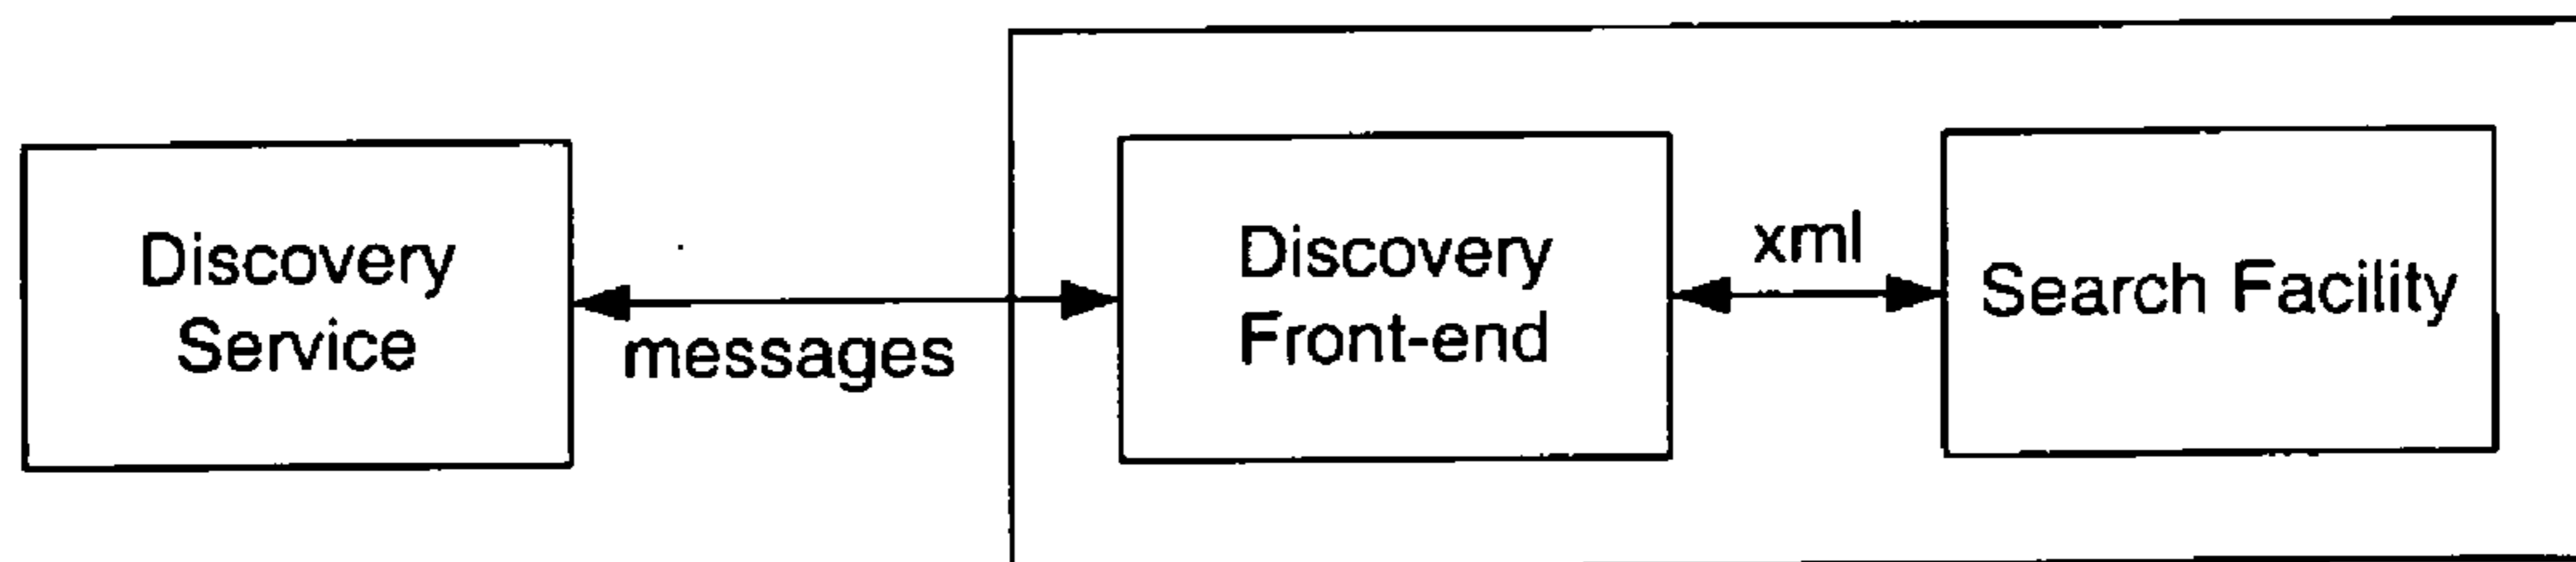 Discovery
Service
messages
Discovery
Front-end
xml
Search Facility